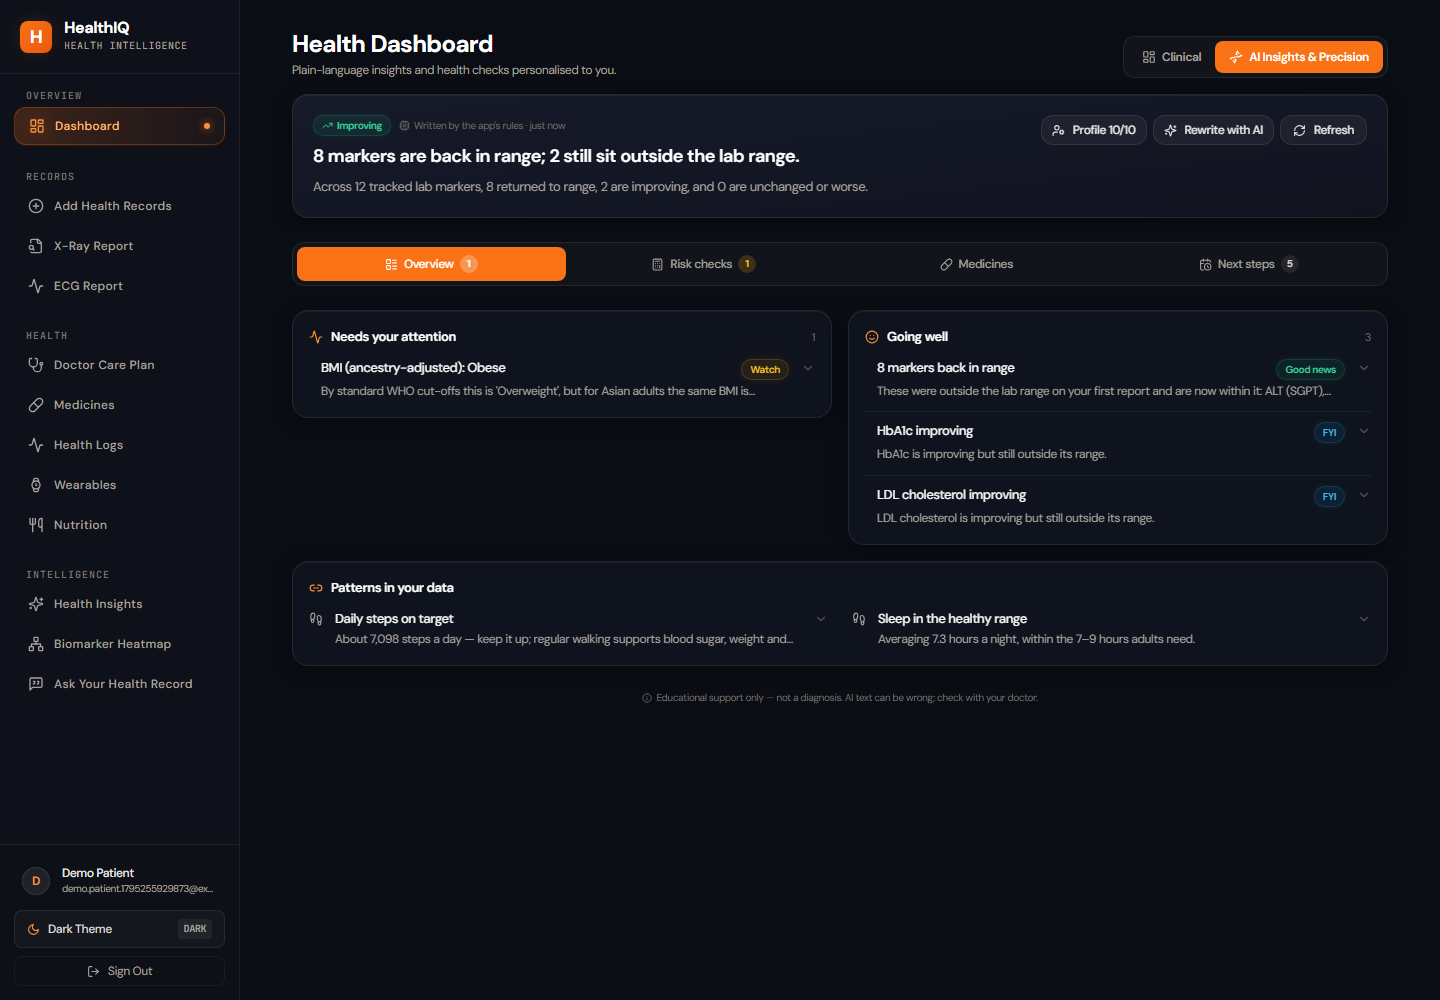 H
HealthIQ
HEALTH INTELLIGENCE
OVERVIEW
Dashboard
RECORDS
Add Health Records
X-Ray Report
ECG Report
HEALTH
Doctor Care Plan
Medicines
Health Logs
Wearables
Nutrition
INTELLIGENCE
Health Insights
Biomarker Heatmap
Ask Your Health Record
D
Demo Patient
demo.patient.1795255929873@ex...
Dark Theme DARK
Sign Out
Health Dashboard
Plain-language insights and health checks personalised to you.
Clinical AI Insights & Precision
Improving Written by the app's rules · just now
Profile 10/10 Rewrite with AI Refresh
8 markers are back in range; 2 still sit outside the lab range.
Across 12 tracked lab markers, 8 returned to range, 2 are improving, and 0 are unchanged or worse.
Overview 1 Risk checks 1 Medicines Next steps 5
Needs your attention 1
BMI (ancestry-adjusted): Obese Watch
By standard WHO cut-offs this is 'Overweight', but for Asian adults the same BMI is...
Going well 3
8 markers back in range Good news
These were outside the lab range on your first report and are now within it: ALT (SGPT),...
HbA1c improving FYI
HbA1c is improving but still outside its range.
LDL cholesterol improving FYI
LDL cholesterol is improving but still outside its range.
Patterns in your data
Daily steps on target
About 7,098 steps a day — keep it up; regular walking supports blood sugar, weight and...
Sleep in the healthy range
Averaging 7.3 hours a night, within the 7–9 hours adults need.
Educational support only — not a diagnosis. AI text can be wrong; check with your doctor.